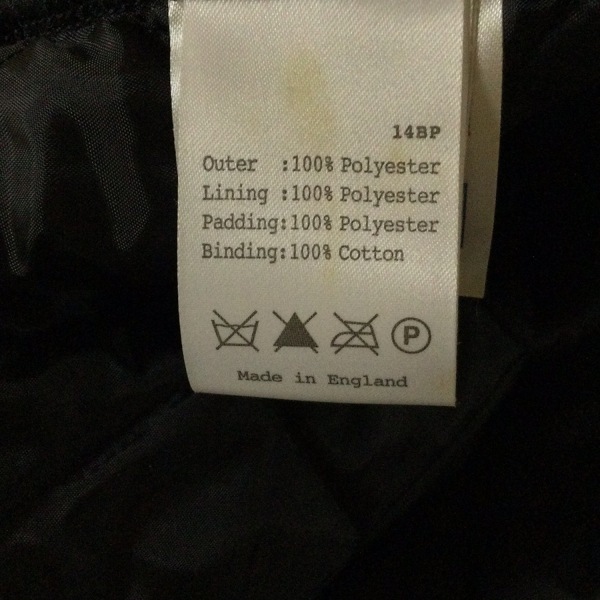 14BP
Outer :100% Polyester
Lining :100% Polyester
Padding:100% Polyester
Binding:100% Cotton
P
Made in England